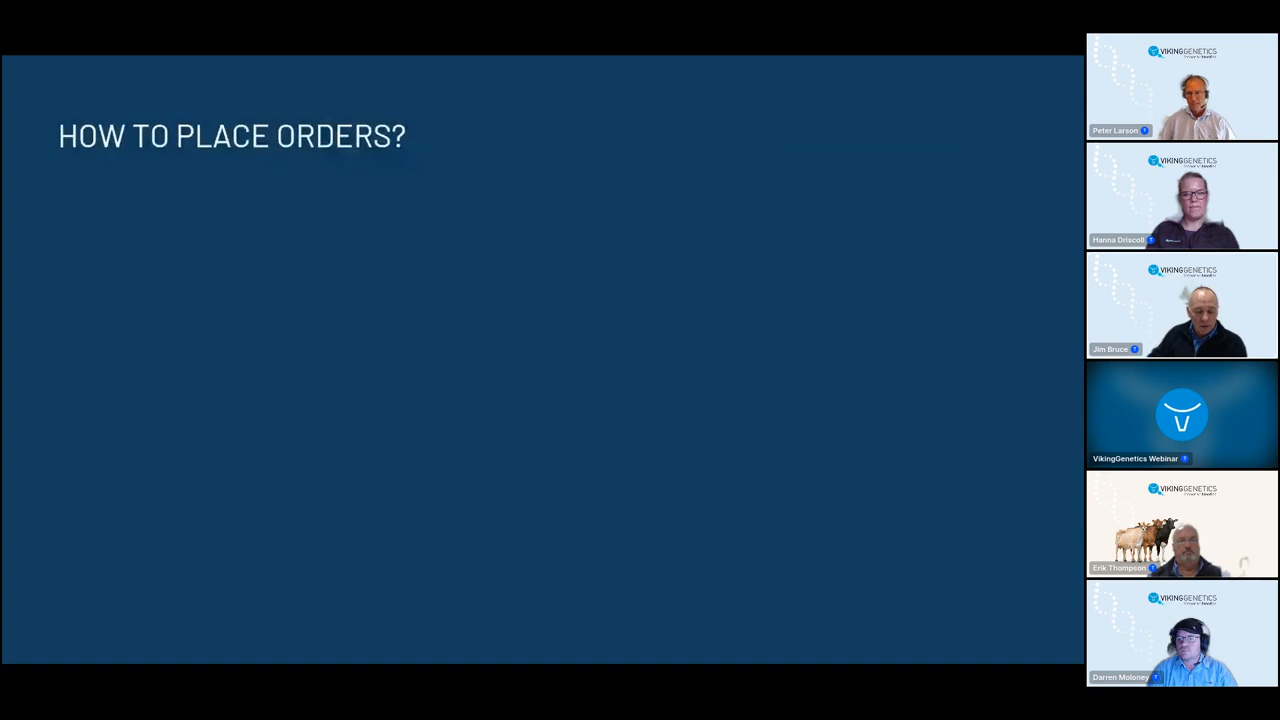 HOW TO PLACE ORDERS?
VIKINGGENETICS
Peter Larson
VIKINGGENETICS
Hanna Driscoll
VIKINGGENETICS
Jim Bruce
VikingGenetics Webinar
VIKINGGENETICS
Erik Thompson
VIKINGGENETICS
Darren Moloney